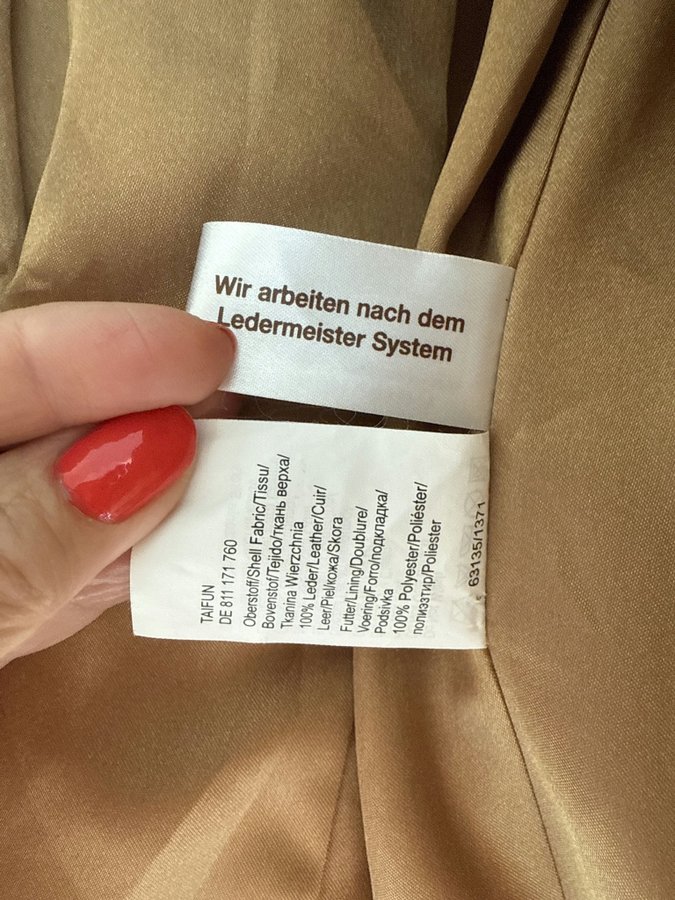 Wir arbeiten nach dem
Ledermeister System
TAIFUN
DE 811 171 760
Oberstoff/Shell Fabric/Tissu/
Bovenstof/Tejido/ткань верха/
Tkanina Wierzchnia
100% Leder/Leather/Cuir/
Leer/Piel/кожа/Skora
Futter/Lining/Doublure/
Voering/Forro/подкладка/
Podsivka
100% Polyester/Poliéster/
полиэзтир/Poliester
63135/1371